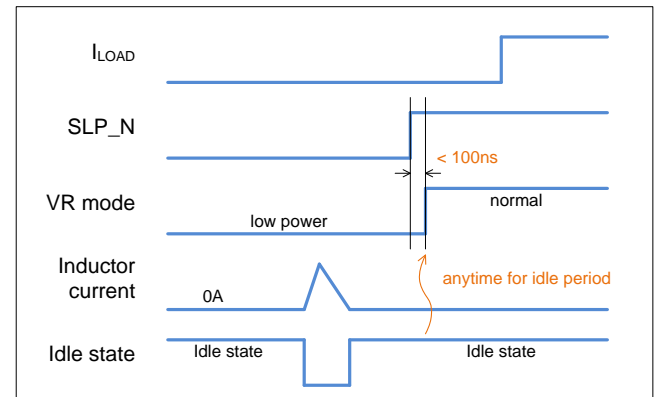 ILOAD
SLP_N
< 100ns
VR mode
normal
low power
Inductor
current
anytime for idle period
0A
Idle state
Idle state
Idle state